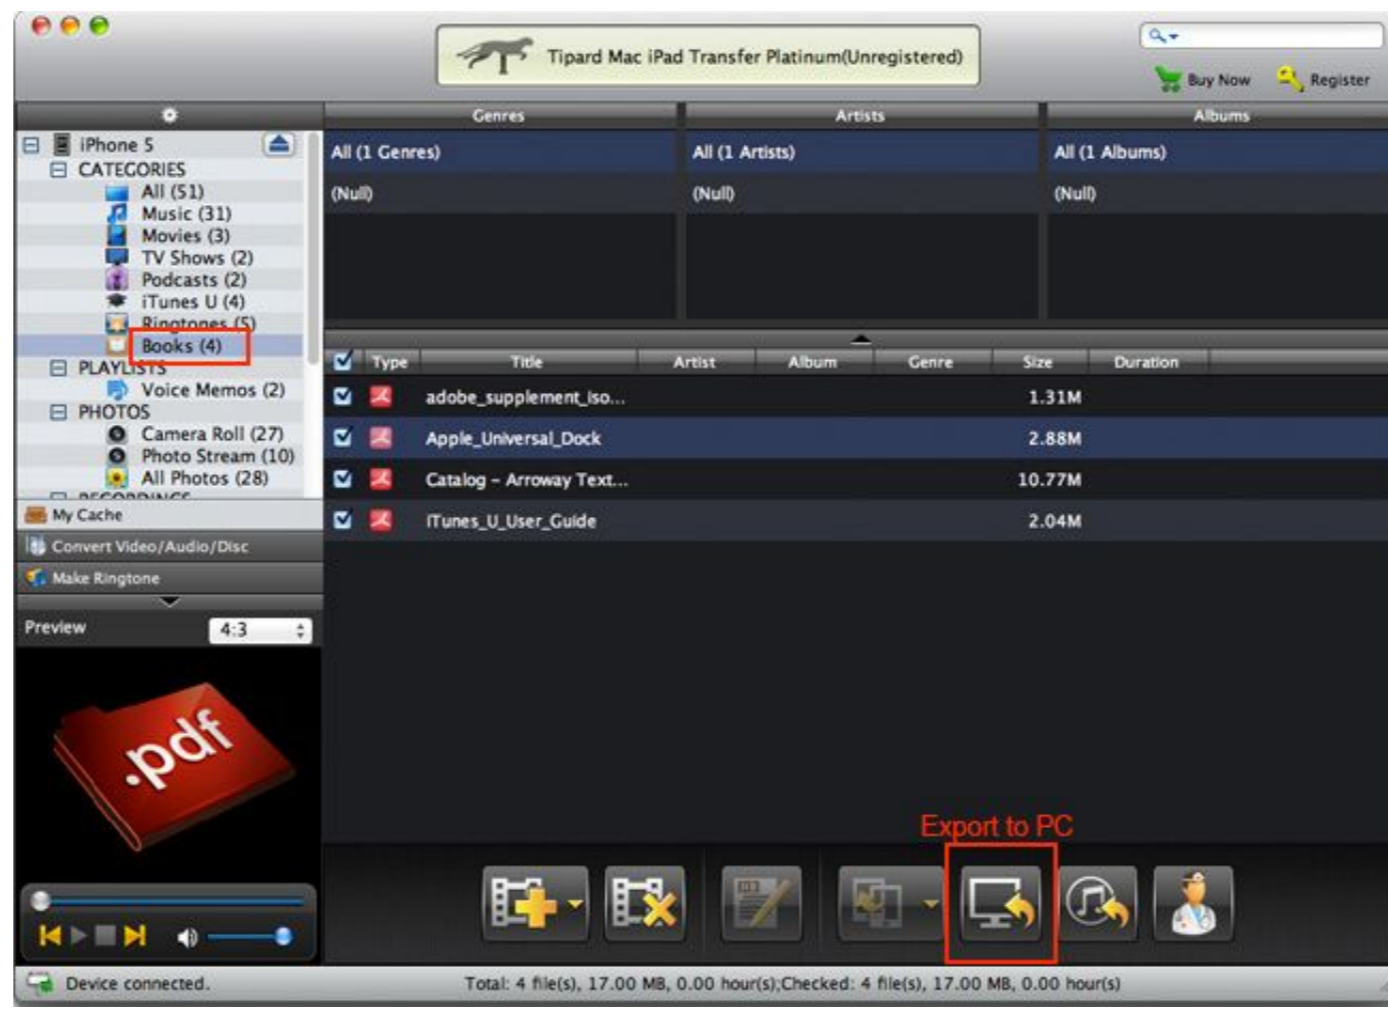 Tipard Mac iPad Transfer Platinum(Unregistered)
Buy Now
Register
Genres
Artists
Albums
iPhone 5
CATEGORIES
All (51)
Music (31)
Movies (3)
TV Shows (2)
Podcasts (2)
iTunes U (4)
Ringtones (5)
Books (4)
PLAYLISTS
Voice Memos (2)
PHOTOS
Camera Roll (27)
Photo Stream (10)
All Photos (28)
RECORDINGS
My Cache
Convert Video/Audio/Disc
Make Ringtone
Preview
4:3
.pdf
All (1 Genres)
All (1 Artists)
All (1 Albums)
(Null)
(Null)
(Null)
Type Title Artist Album Genre Size Duration
adobe_supplement_iso... 1.31M
Apple_Universal_Dock 2.88M
Catalog – Arroway Text... 10.77M
iTunes_U_User_Guide 2.04M
Export to PC
Device connected.
Total: 4 file(s), 17.00 MB, 0.00 hour(s);Checked: 4 file(s), 17.00 MB, 0.00 hour(s)